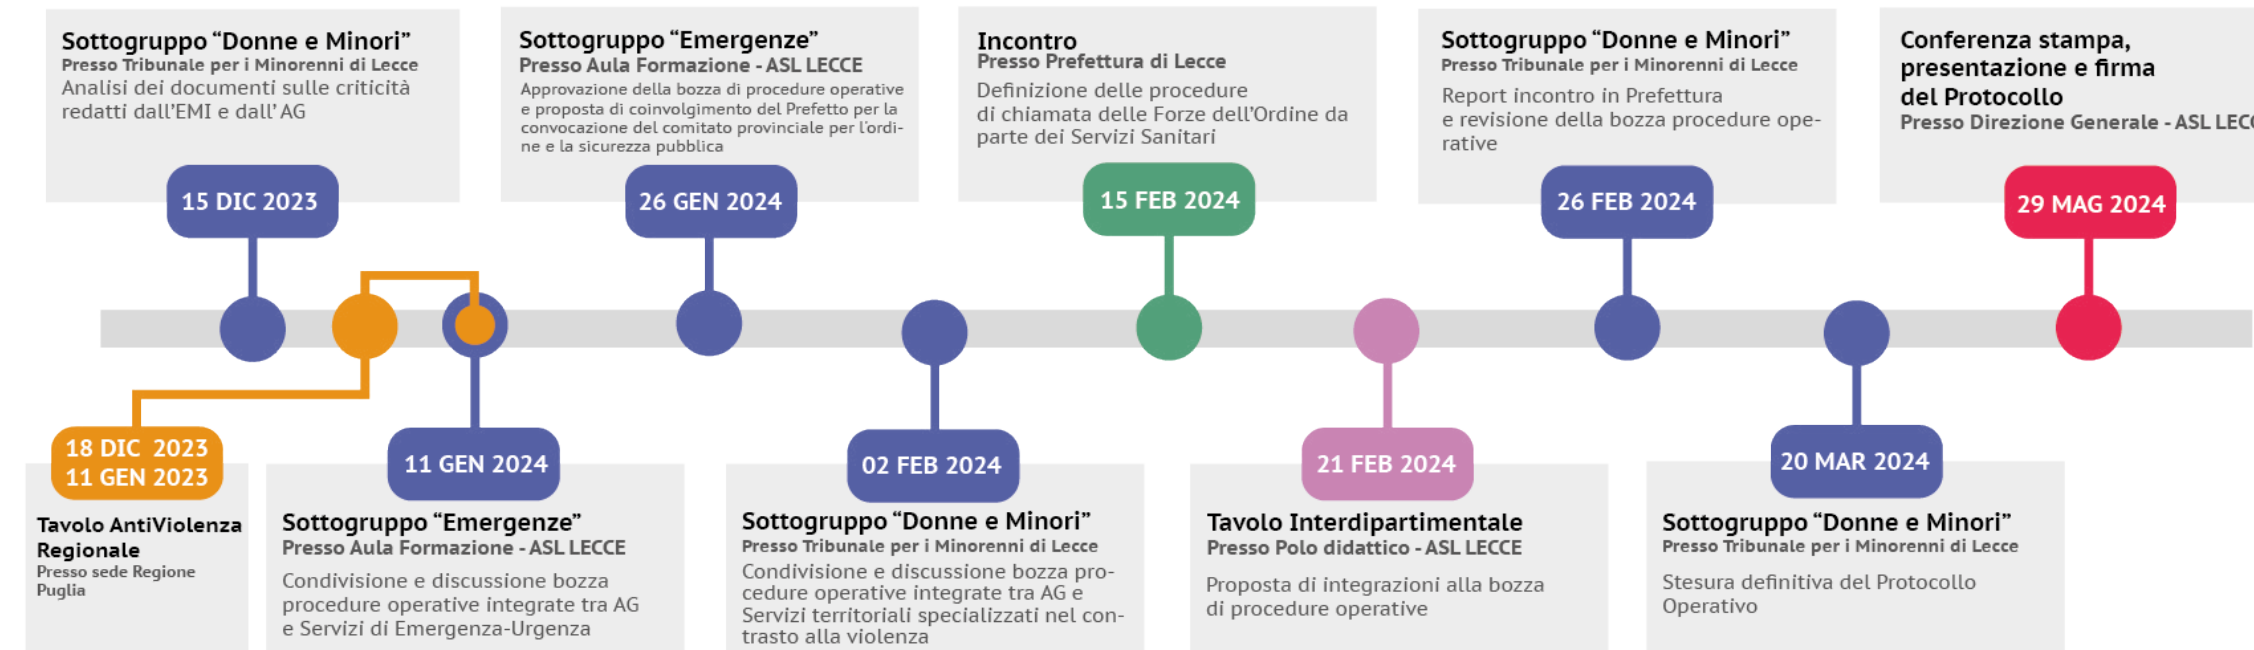 Sottogruppo “Donne e Minori”
Presso Tribunale per i Minorenni di Lecce
Analisi dei documenti sulle criticità
redatti dall’EMI e dall’ AG
15 DIC 2023
Sottogruppo “Emergenze”
Presso Aula Formazione - ASL LECCE
Approvazione della bozza di procedure operative
e proposta di coinvolgimento del Prefetto per la
convocazione del comitato provinciale per l’ordi-
ne e la sicurezza pubblica
26 GEN 2024
Incontro
Presso Prefettura di Lecce
Definizione delle procedure
di chiamata delle Forze dell’Ordine da
parte dei Servizi Sanitari
15 FEB 2024
Sottogruppo “Donne e Minori”
Presso Tribunale per i Minorenni di Lecce
Report incontro in Prefettura
e revisione della bozza procedure ope-
rative
26 FEB 2024
Conferenza stampa,
presentazione e firma
del Protocollo
Presso Direzione Generale - ASL LECC
29 MAG 2024
18 DIC 2023
11 GEN 2023
Tavolo AntiViolenza
Regionale
Presso sede Regione
Puglia
11 GEN 2024
Sottogruppo “Emergenze”
Presso Aula Formazione - ASL LECCE
Condivisione e discussione bozza
procedure operative integrate tra AG
e Servizi di Emergenza-Urgenza
02 FEB 2024
Sottogruppo “Donne e Minori”
Presso Tribunale per i Minorenni di Lecce
Condivisione e discussione bozza pro-
cedure operative integrate tra AG e
Servizi territoriali specializzati nel con-
trasto alla violenza
21 FEB 2024
Tavolo Interdipartimentale
Presso Polo didattico - ASL LECCE
Proposta di integrazioni alla bozza
di procedure operative
20 MAR 2024
Sottogruppo “Donne e Minori”
Presso Tribunale per i Minorenni di Lecce
Stesura definitiva del Protocollo
Operativo